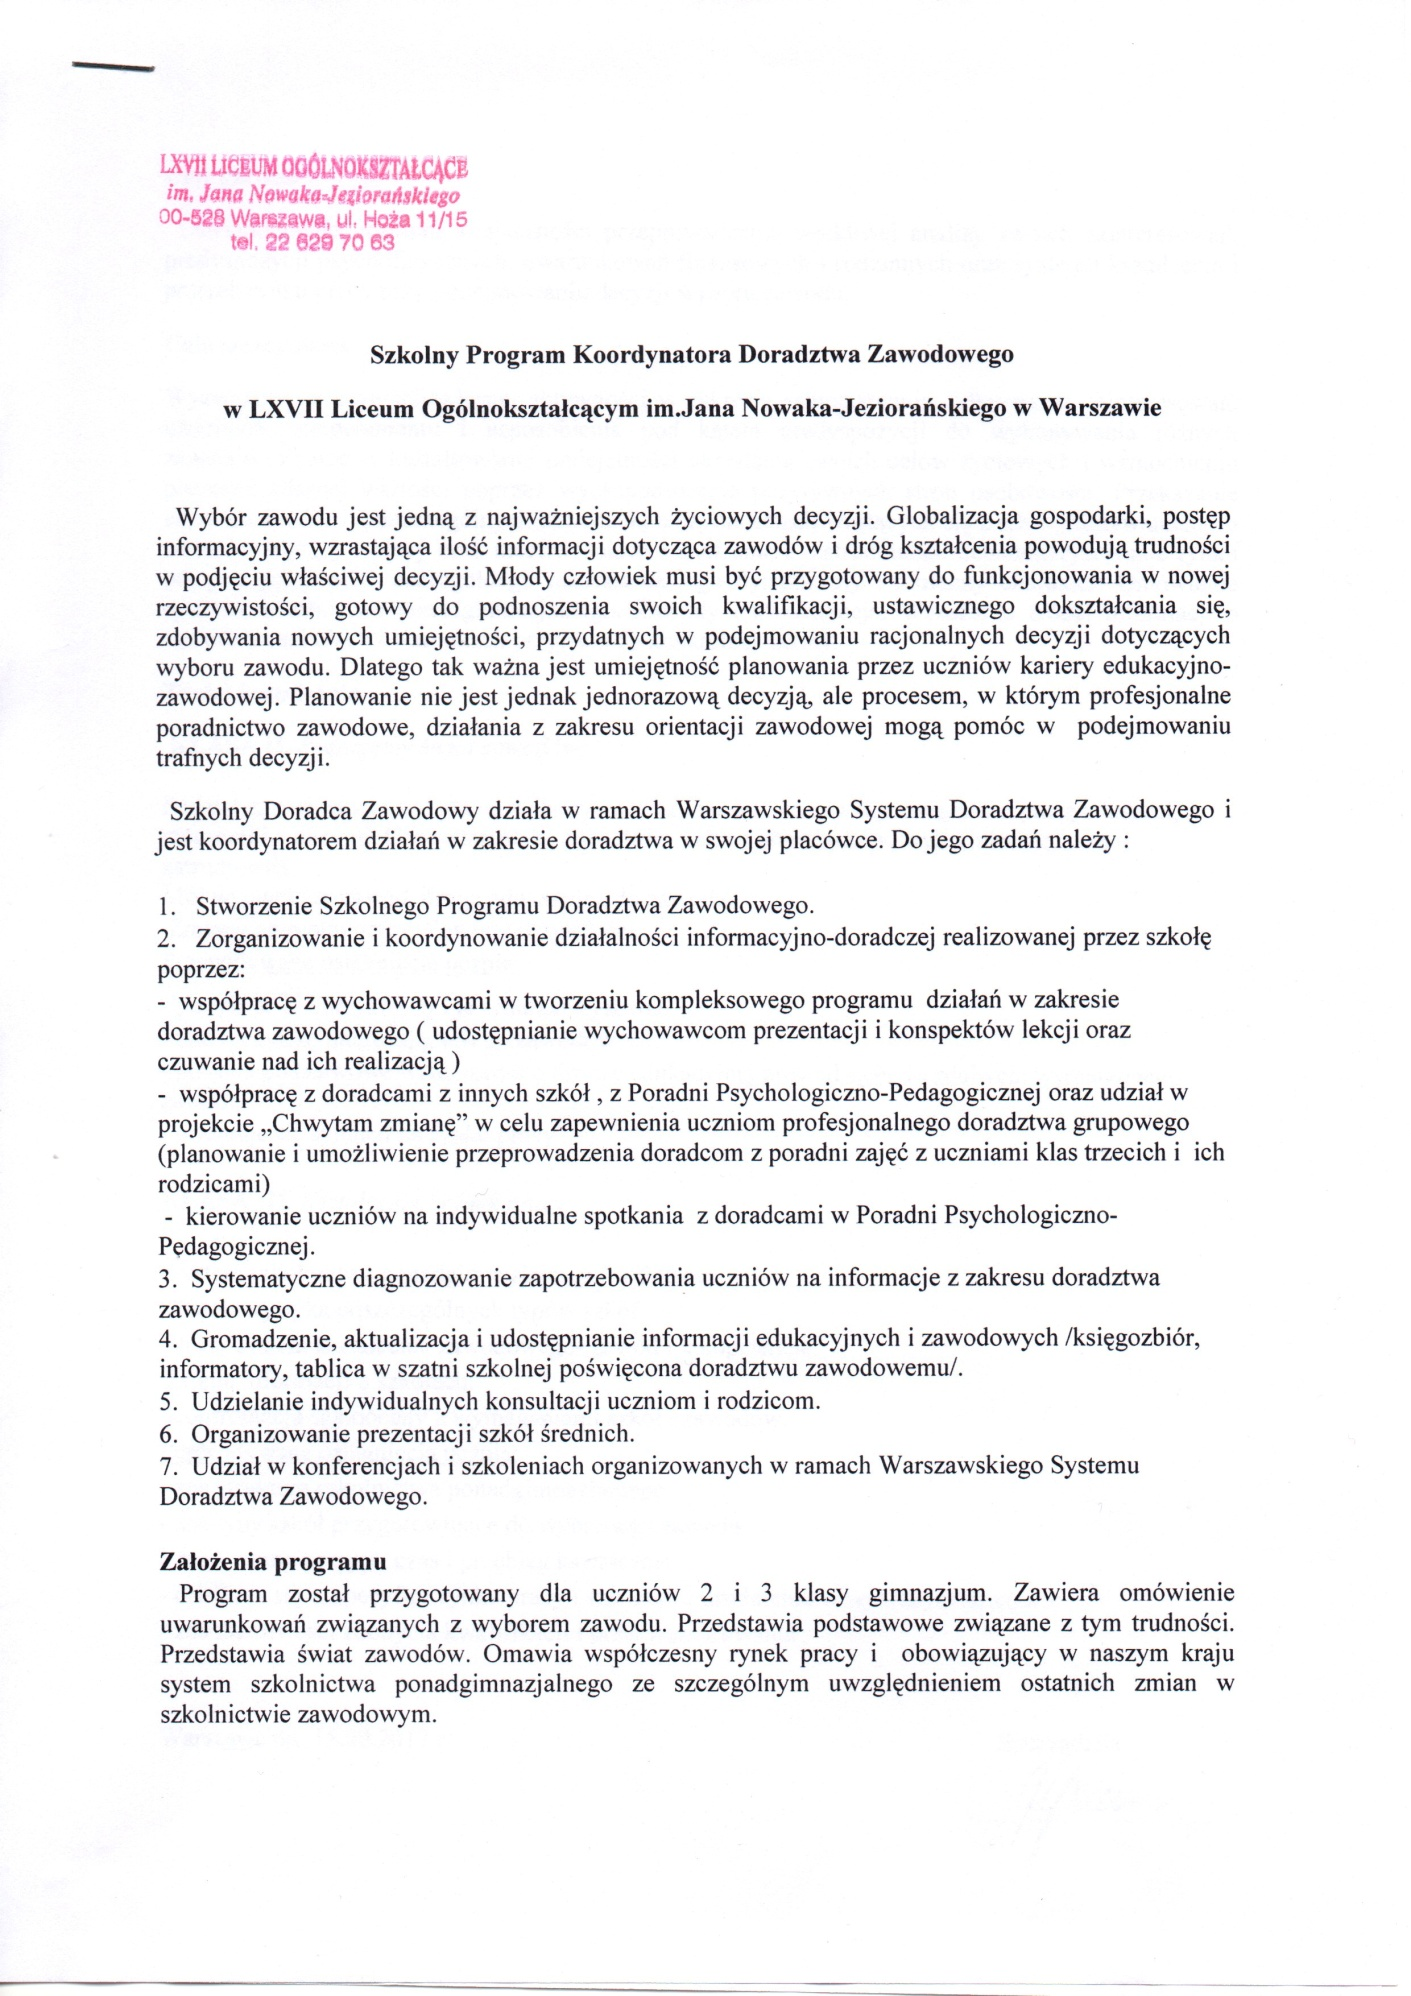 LXVII LICEUM OGÓLNOKSZTAŁCĄCE
im. Jana Nowaka-Jeziorańskiego
00-528 Warszawa, ul. Hoża 11/15
tel. 22 629 70 63
Szkolny Program Koordynatora Doradztwa Zawodowego
w LXVII Liceum Ogólnokształcącym im.Jana Nowaka-Jeziorańskiego w Warszawie
Wybór zawodu jest jedną z najważniejszych życiowych decyzji. Globalizacja gospodarki, postęp
informacyjny, wzrastająca ilość informacji dotycząca zawodów i dróg kształcenia powodują trudności
w podjęciu właściwej decyzji. Młody człowiek musi być przygotowany do funkcjonowania w nowej
rzeczywistości, gotowy do podnoszenia swoich kwalifikacji, ustawicznego dokształcania się,
zdobywania nowych umiejętności, przydatnych w podejmowaniu racjonalnych decyzji dotyczących
wyboru zawodu. Dlatego tak ważna jest umiejętność planowania przez uczniów kariery edukacyjno-
zawodowej. Planowanie nie jest jednak jednorazową decyzją, ale procesem, w którym profesjonalne
poradnictwo zawodowe, działania z zakresu orientacji zawodowej mogą pomóc w podejmowaniu
trafnych decyzji.
Szkolny Doradca Zawodowy działa w ramach Warszawskiego Systemu Doradztwa Zawodowego i
jest koordynatorem działań w zakresie doradztwa w swojej placówce. Do jego zadań należy :
1. Stworzenie Szkolnego Programu Doradztwa Zawodowego.
2. Zorganizowanie i koordynowanie działalności informacyjno-doradczej realizowanej przez szkołę
poprzez:
- współpracę z wychowawcami w tworzeniu kompleksowego programu działań w zakresie
doradztwa zawodowego ( udostępnianie wychowawcom prezentacji i konspektów lekcji oraz
czuwanie nad ich realizacją )
- współpracę z doradcami z innych szkół , z Poradni Psychologiczno-Pedagogicznej oraz udział w
projekcie „Chwytam zmianę” w celu zapewnienia uczniom profesjonalnego doradztwa grupowego
(planowanie i umożliwienie przeprowadzenia doradcom z poradni zajęć z uczniami klas trzecich i ich
rodzicami)
- kierowanie uczniów na indywidualne spotkania z doradcami w Poradni Psychologiczno-
Pedagogicznej.
3. Systematyczne diagnozowanie zapotrzebowania uczniów na informacje z zakresu doradztwa
zawodowego.
4. Gromadzenie, aktualizacja i udostępnianie informacji edukacyjnych i zawodowych /księgozbiór,
informatory, tablica w szatni szkolnej poświęcona doradztwu zawodowemu/.
5. Udzielanie indywidualnych konsultacji uczniom i rodzicom.
6. Organizowanie prezentacji szkół średnich.
7. Udział w konferencjach i szkoleniach organizowanych w ramach Warszawskiego Systemu
Doradztwa Zawodowego.
Założenia programu
Program został przygotowany dla uczniów 2 i 3 klasy gimnazjum. Zawiera omówienie
uwarunkowań związanych z wyborem zawodu. Przedstawia podstawowe związane z tym trudności.
Przedstawia świat zawodów. Omawia współczesny rynek pracy i obowiązujący w naszym kraju
system szkolnictwa ponadgimnazjalnego ze szczególnym uwzględnieniem ostatnich zmian w
szkolnictwie zawodowym.